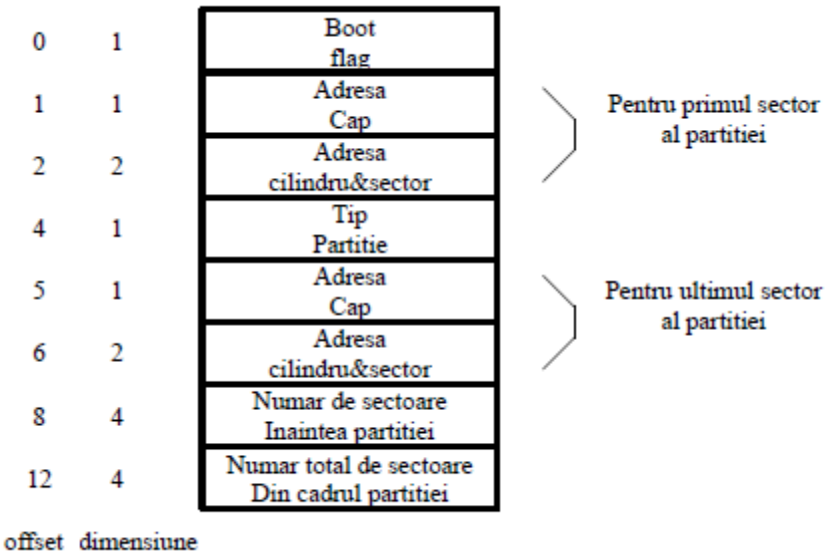 0 1 Boot
flag
1 1 Adresa
Cap
Pentru primul sector
al partitiei
2 2 Adresa
cilindru&sector
4 1 Tip
Partitie
5 1 Adresa
Cap
Pentru ultimul sector
al partitiei
6 2 Adresa
cilindru&sector
8 4 Numar de sectoare
Inaintea partitiei
12 4 Numar total de sectoare
Din cadrul partitiei
offset dimensiune